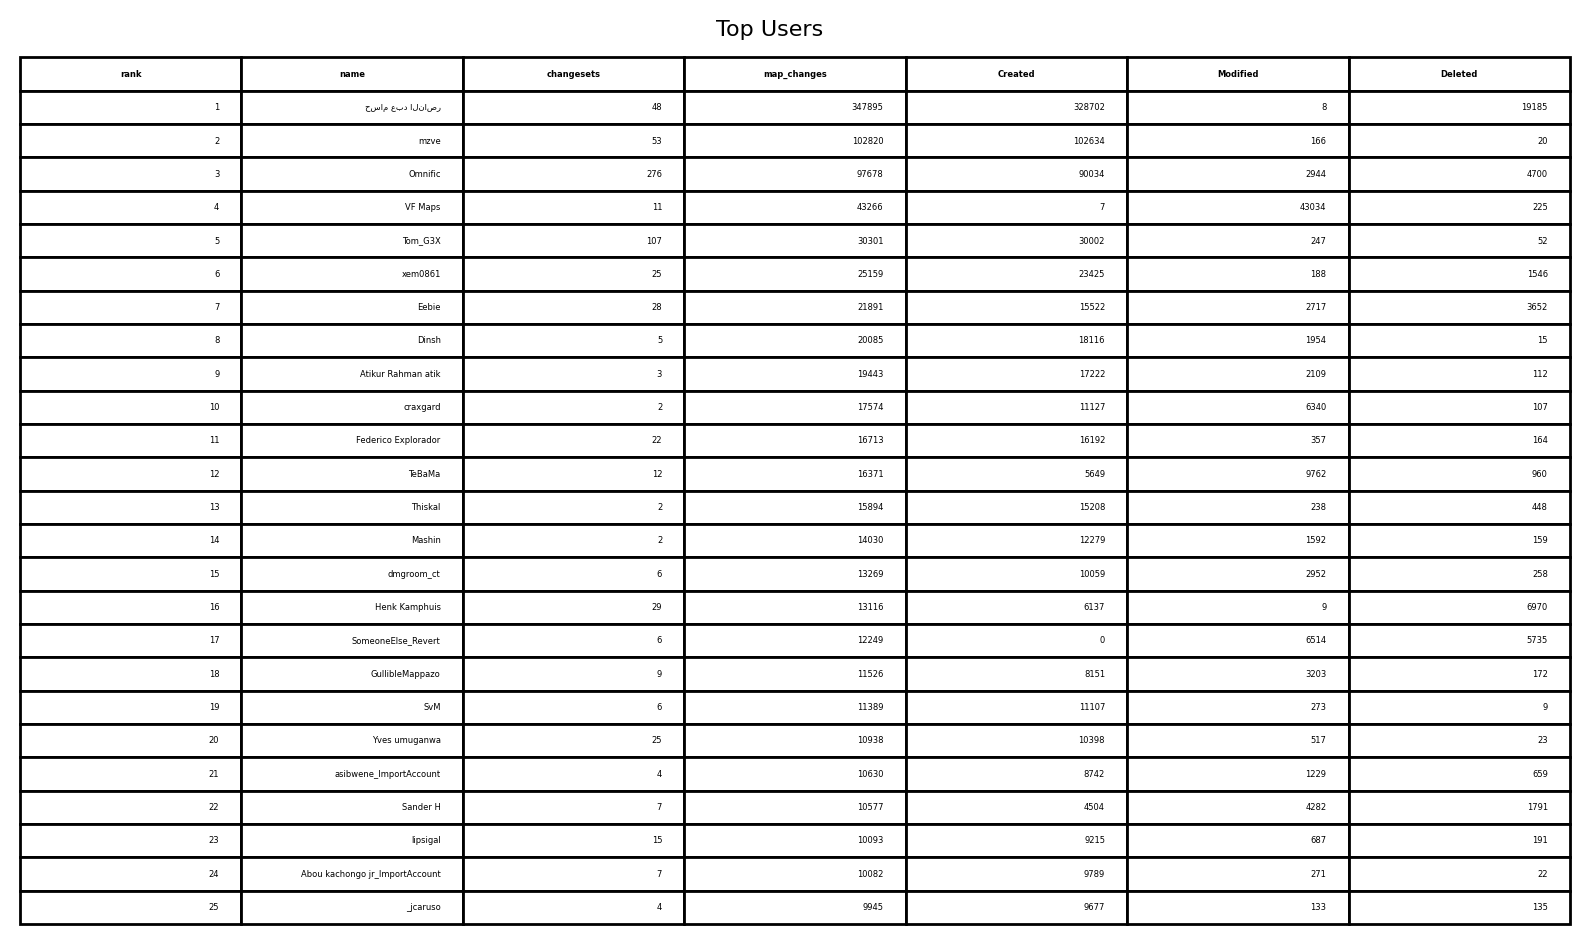 Top Users
rank name changesets map_changes Created Modified Deleted
1 حسام عبد الناصر 48 347895 328702 8 19185
2 mzve 53 102820 102634 166 20
3 Omnific 276 97678 90034 2944 4700
4 VF Maps 11 43266 7 43034 225
5 Tom_G3X 107 30301 30002 247 52
6 xem0861 25 25159 23425 188 1546
7 Eebie 28 21891 15522 2717 3652
8 Dinsh 5 20085 18116 1954 15
9 Atikur Rahman atik 3 19443 17222 2109 112
10 craxgard 2 17574 11127 6340 107
11 Federico Explorador 22 16713 16192 357 164
12 TeBaMa 12 16371 5649 9762 960
13 Thiskal 2 15894 15208 238 448
14 Mashin 2 14030 12279 1592 159
15 dmgroom_ct 6 13269 10059 2952 258
16 Henk Kamphuis 29 13116 6137 9 6970
17 SomeoneElse_Revert 6 12249 0 6514 5735
18 GullibleMappazo 9 11526 8151 3203 172
19 SvM 6 11389 11107 273 9
20 Yves umuganwa 25 10938 10398 517 23
21 asibwene_ImportAccount 4 10630 8742 1229 659
22 Sander H 7 10577 4504 4282 1791
23 lipsigal 15 10093 9215 687 191
24 Abou kachongo jr_ImportAccount 7 10082 9789 271 22
25 _jcaruso 4 9945 9677 133 135